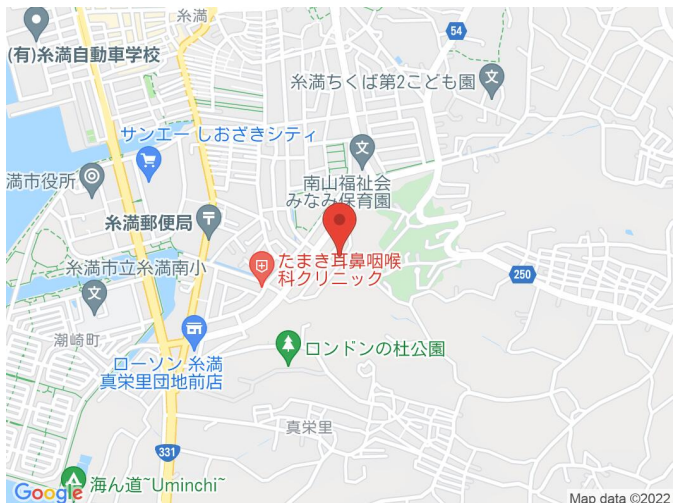 糸満
(有)糸満自動車学校
54
糸満ちくば第2こども園
サンエー しおざきシティ
満市役所
南山福祉会
みなみ保育園
糸満郵便局
たまき耳鼻咽喉
科クリニック
糸満市立糸満南小
250
潮崎町
ローソン 糸満
真栄里団地前店
ロンドンの杜公園
真栄里
331
海ん道~Uminchi~
Google
Map data ©2022